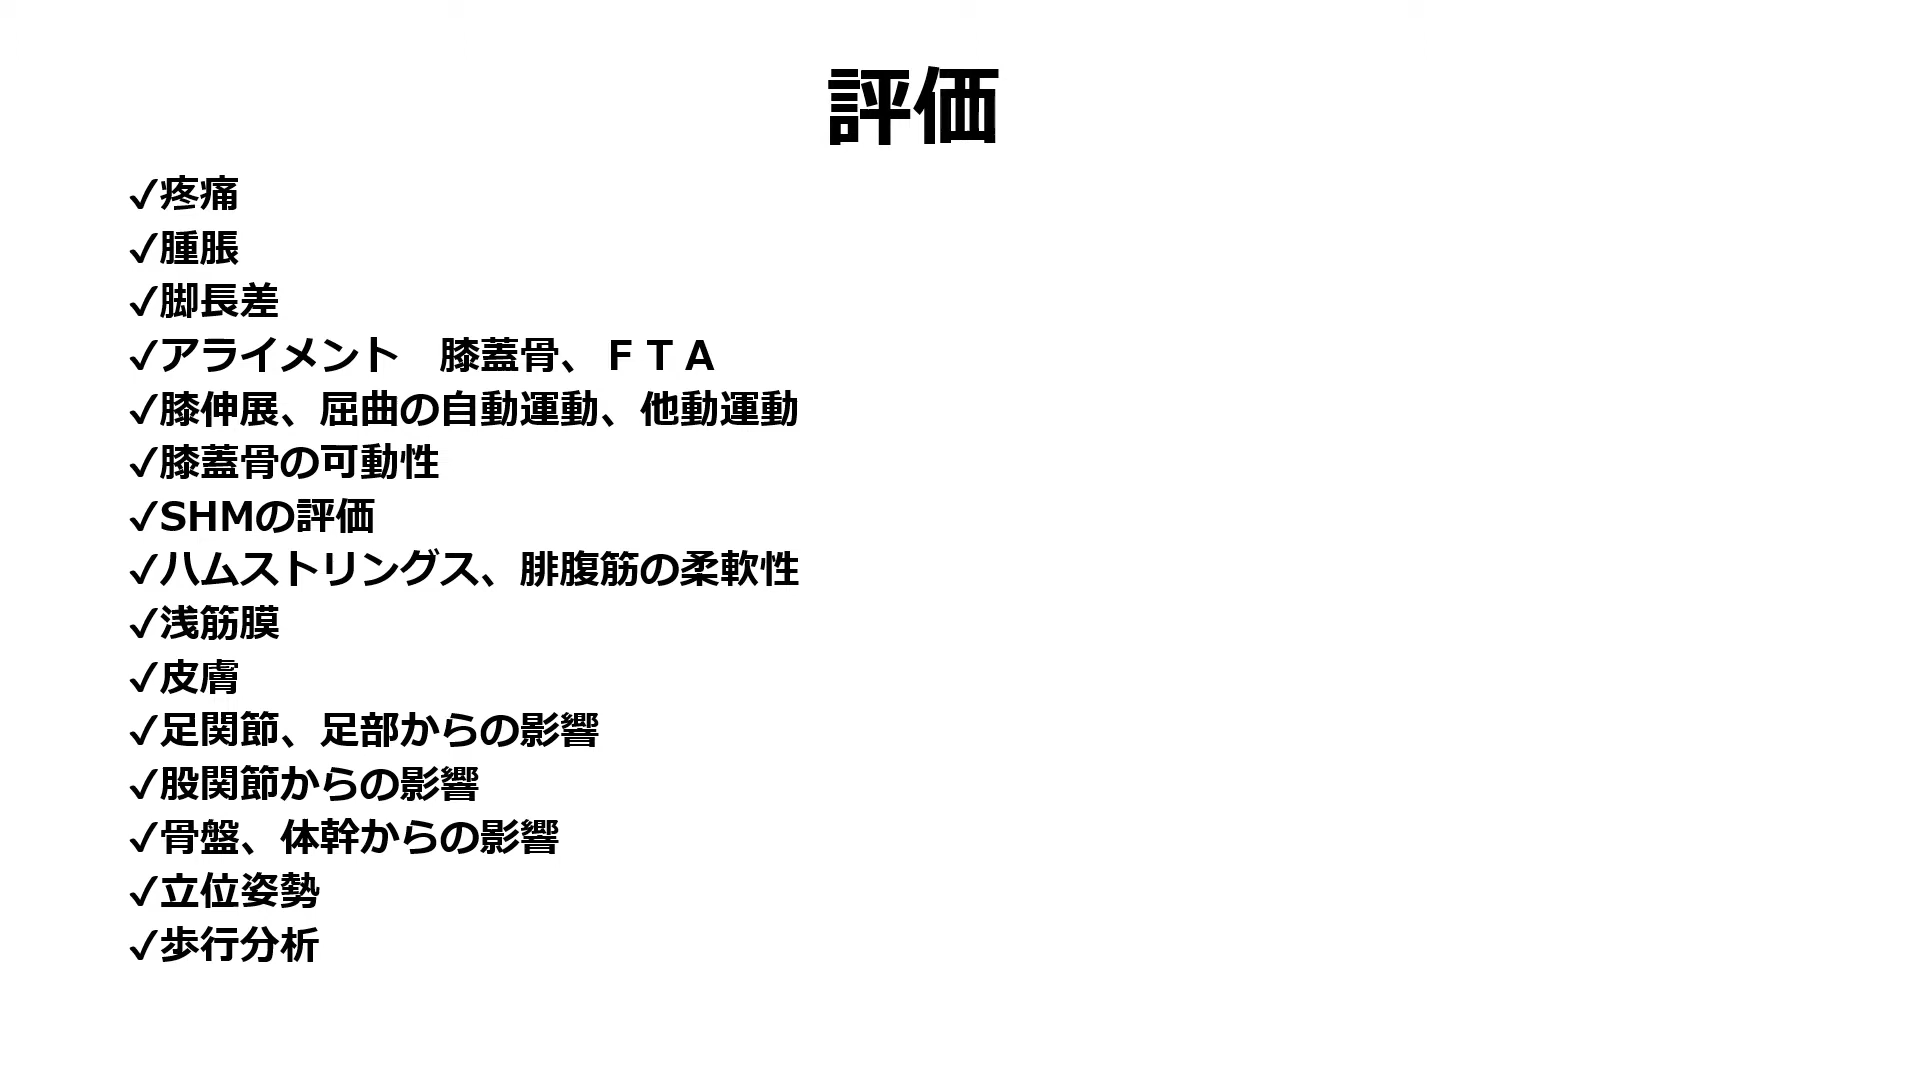 評価
✓疼痛
✓腫脹
✓脚長差
✓アライメント　膝蓋骨、ＦＴＡ
✓膝伸展、屈曲の自動運動、他動運動
✓膝蓋骨の可動性
✓SHMの評価
✓ハムストリングス、腓腹筋の柔軟性
✓浅筋膜
✓皮膚
✓足関節、足部からの影響
✓股関節からの影響
✓骨盤、体幹からの影響
✓立位姿勢
✓歩行分析